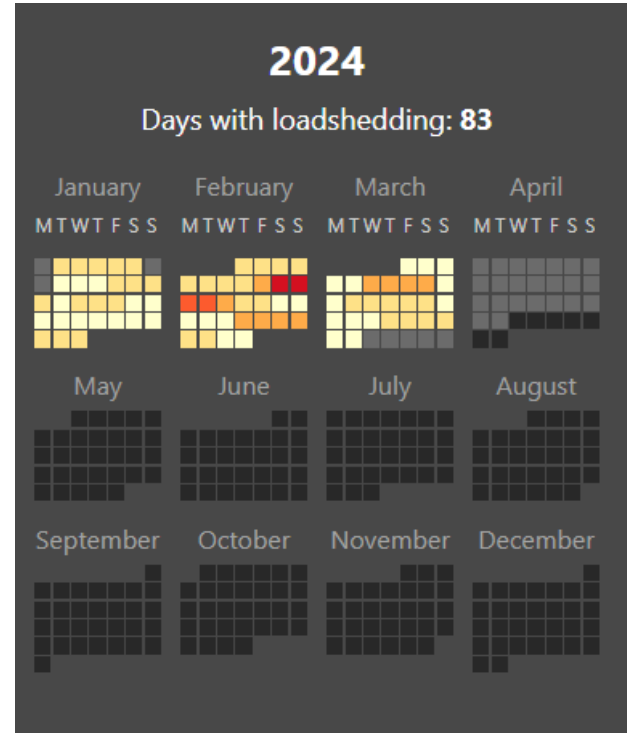 2024
Days with loadshedding: 83
January February March April
M T W T F S S M T W T F S S M T W T F S S M T W T F S S
May June July August
September October November December